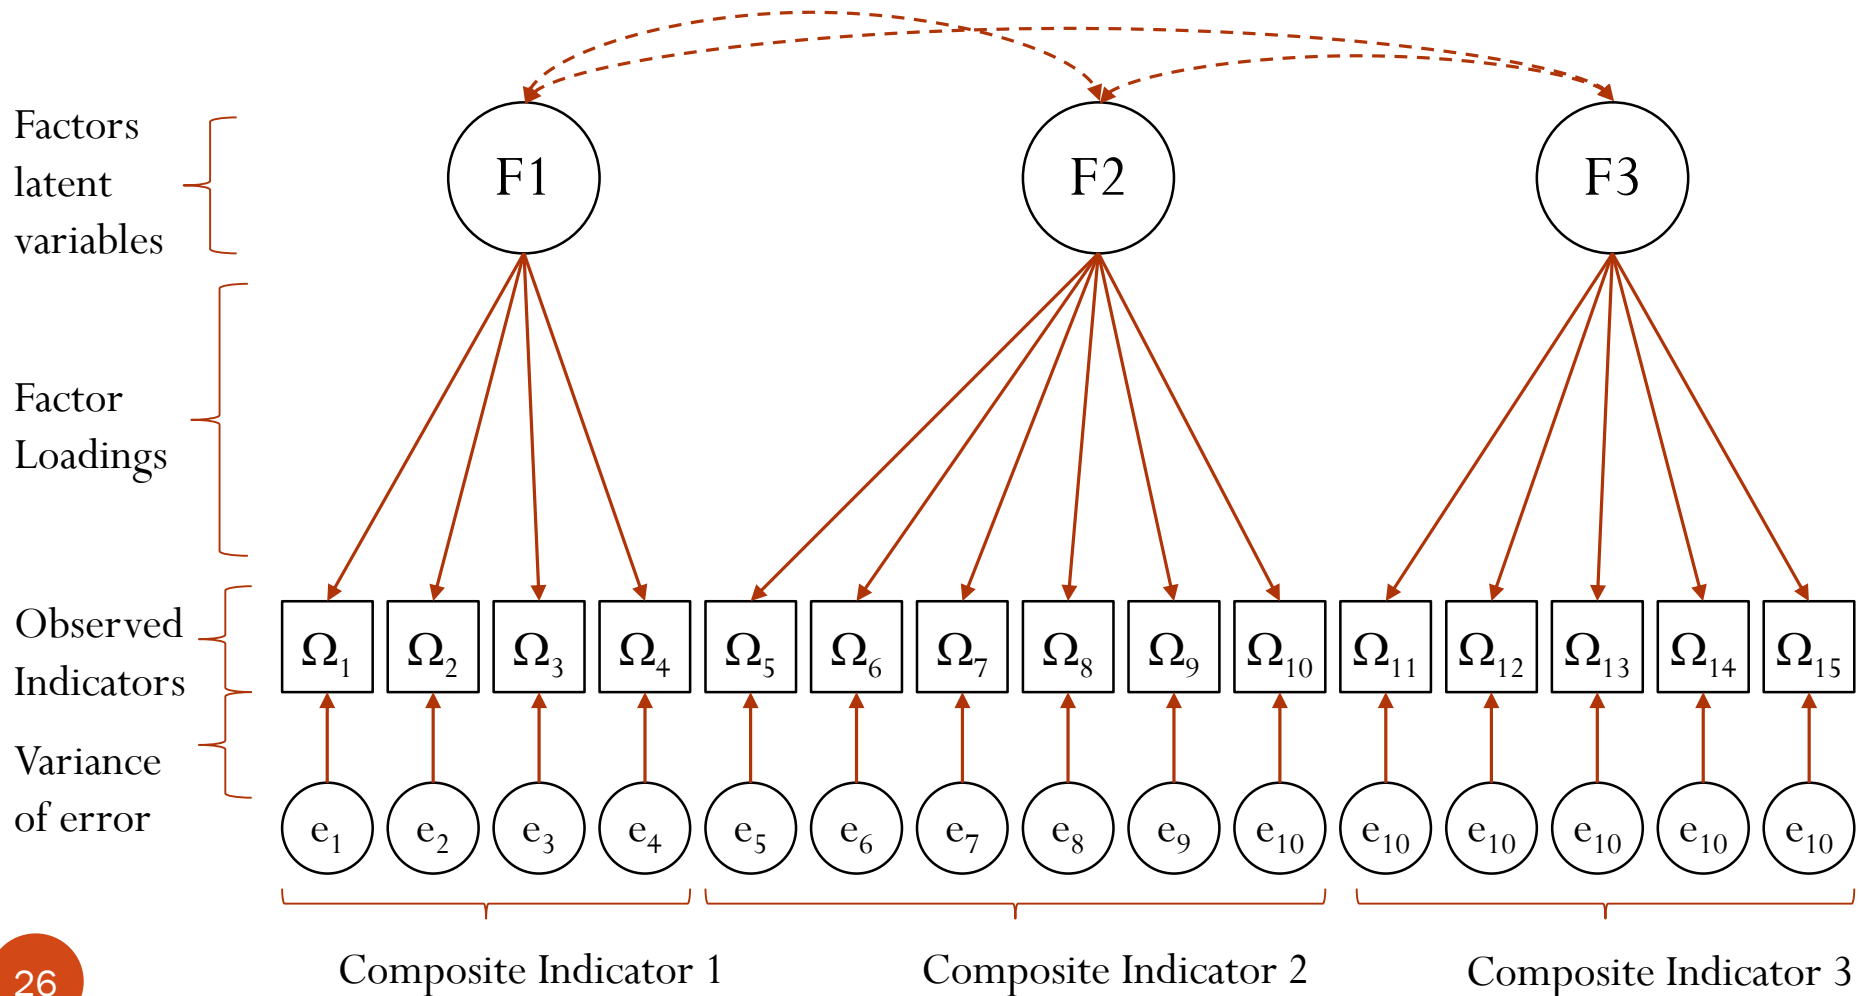 F1 F2 F3
Factors
latent
variables
Factor
Loadings
Observed
Indicators
Ω1 Ω2 Ω3 Ω4 Ω5 Ω6 Ω7 Ω8 Ω9 Ω10 Ω11 Ω12 Ω13 Ω14 Ω15
Variance
of error
e1 e2 e3 e4 e5 e6 e7 e8 e9 e10 e10 e10 e10 e10 e10
Composite Indicator 1 Composite Indicator 2 Composite Indicator 3
26